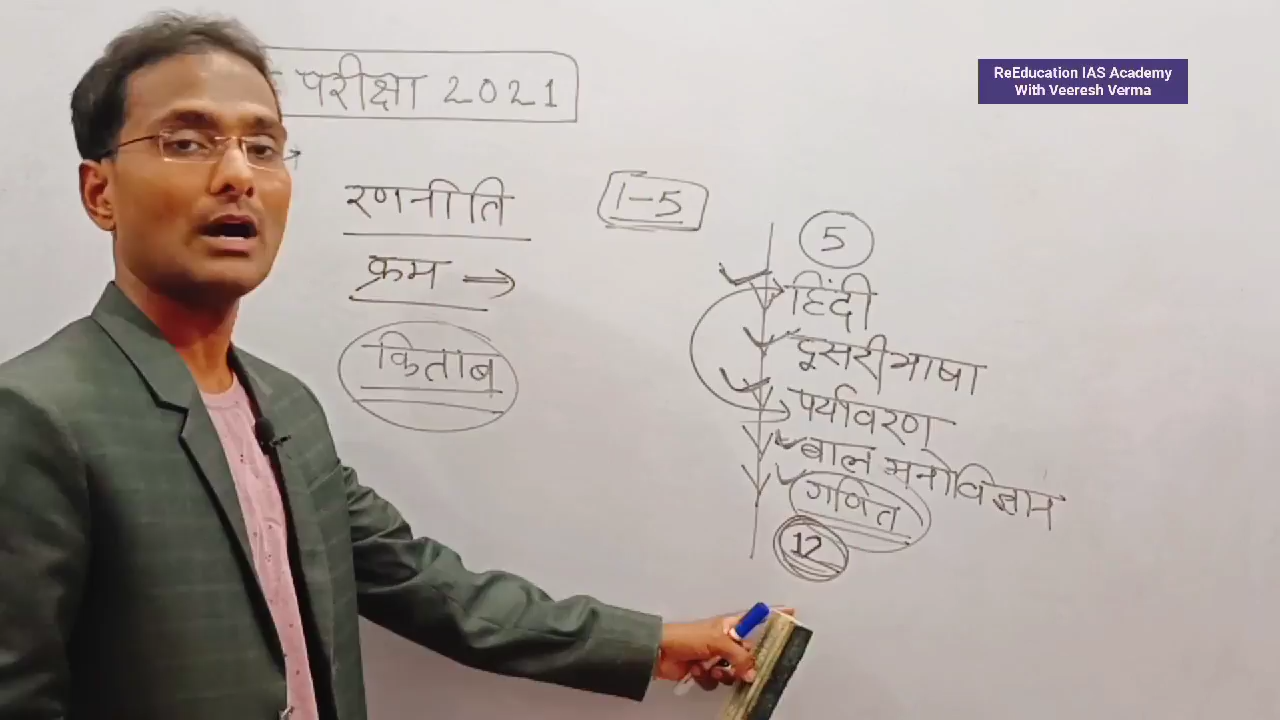 परीक्षा 2021
रणनीति
क्रम →
किताब
1-5
5
हिंदी
दूसरी भाषा
पर्यावरण
बाल मनोविज्ञान
गणित
12
ReEducation IAS Academy
With Veeresh Verma